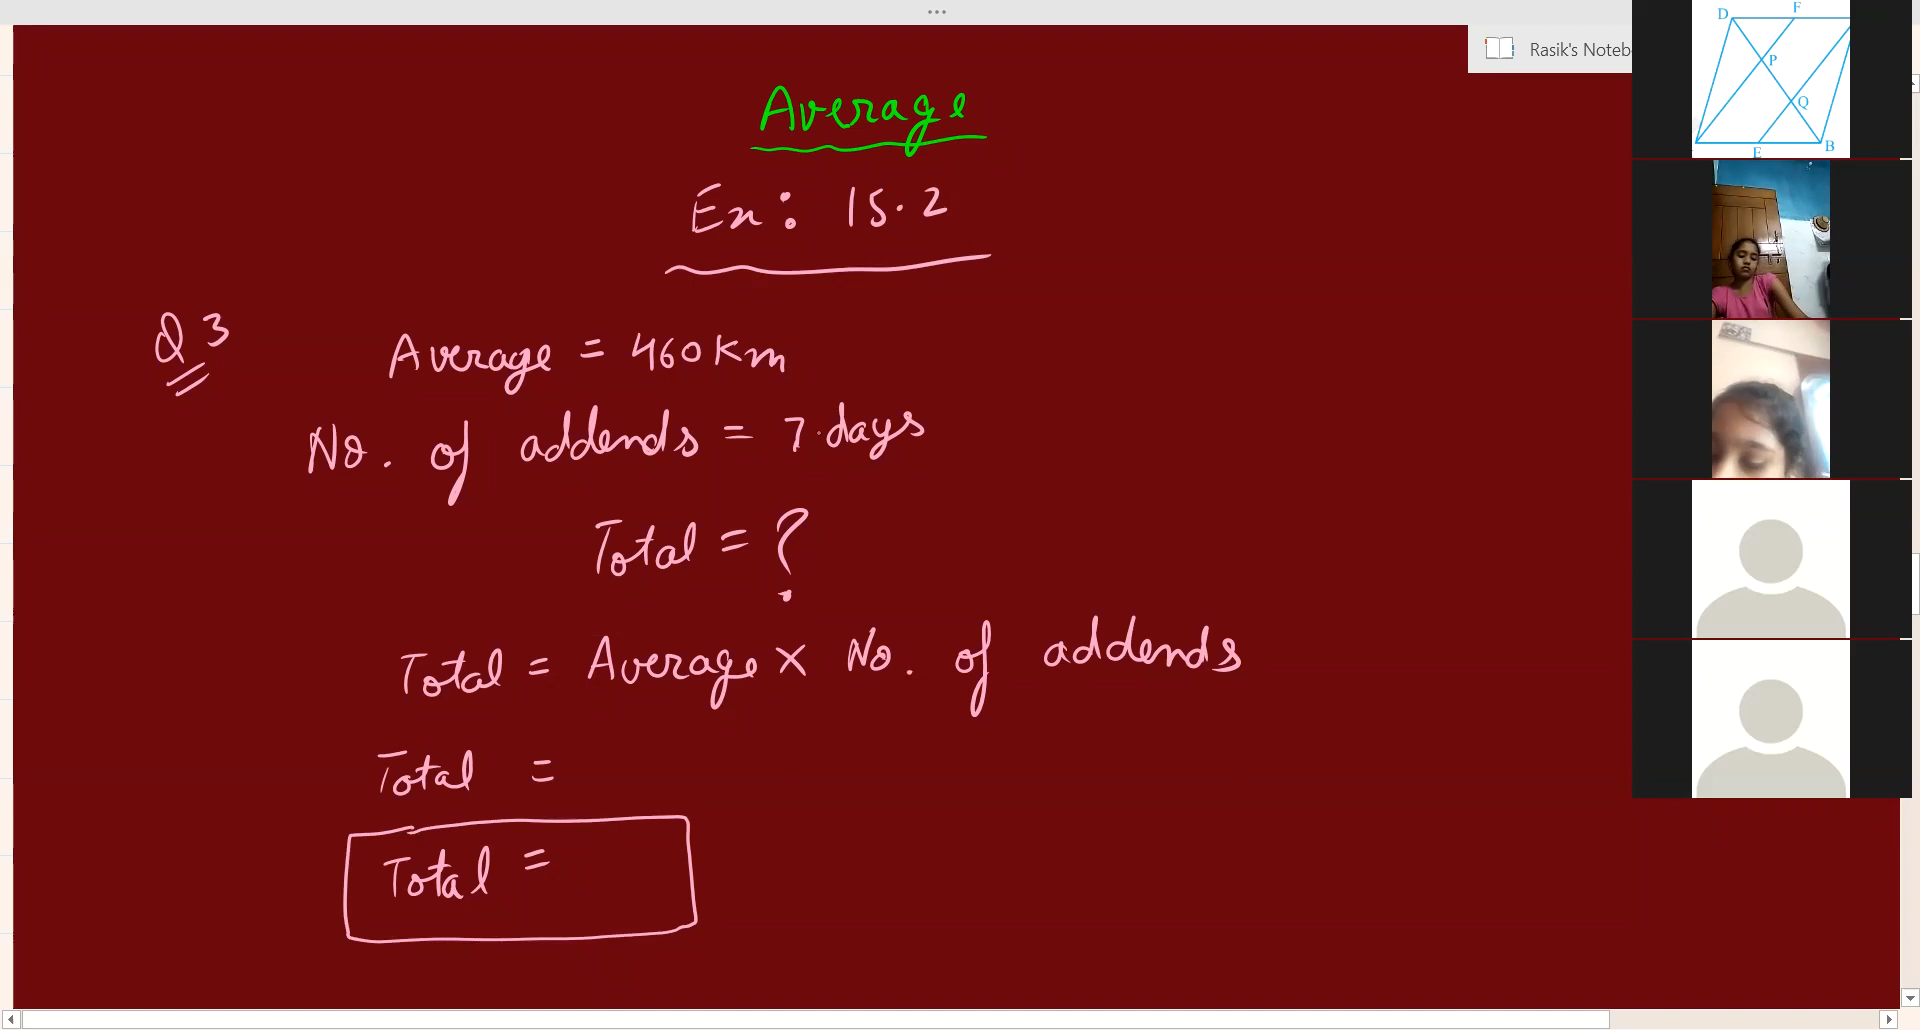 Average
Ex: 15.2
Q 3
Average = 460 Km
No. of addends = 7 days
Total = ?
Total = Average × No. of addends
Total =
Total =
Rasik's Noteb
D F
P
Q
E B